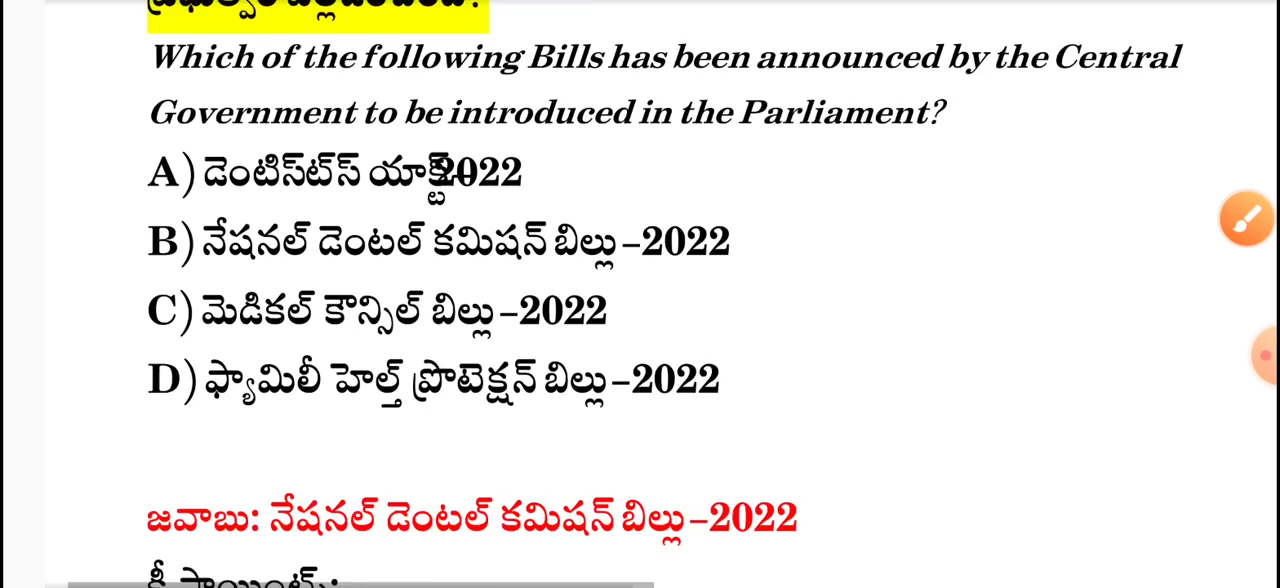 Which of the following Bills has been announced by the Central
Government to be introduced in the Parliament?
A) డెంటిస్ట్‌స్ యాక్ట్-2022
B) నేషనల్ డెంటల్ కమిషన్ బిల్లు –2022
C) మెడికల్ కౌన్సిల్ బిల్లు –2022
D) ఫ్యామిలీ హెల్త్ ప్రొటెక్షన్ బిల్లు –2022
జవాబు: నేషనల్ డెంటల్ కమిషన్ బిల్లు –2022